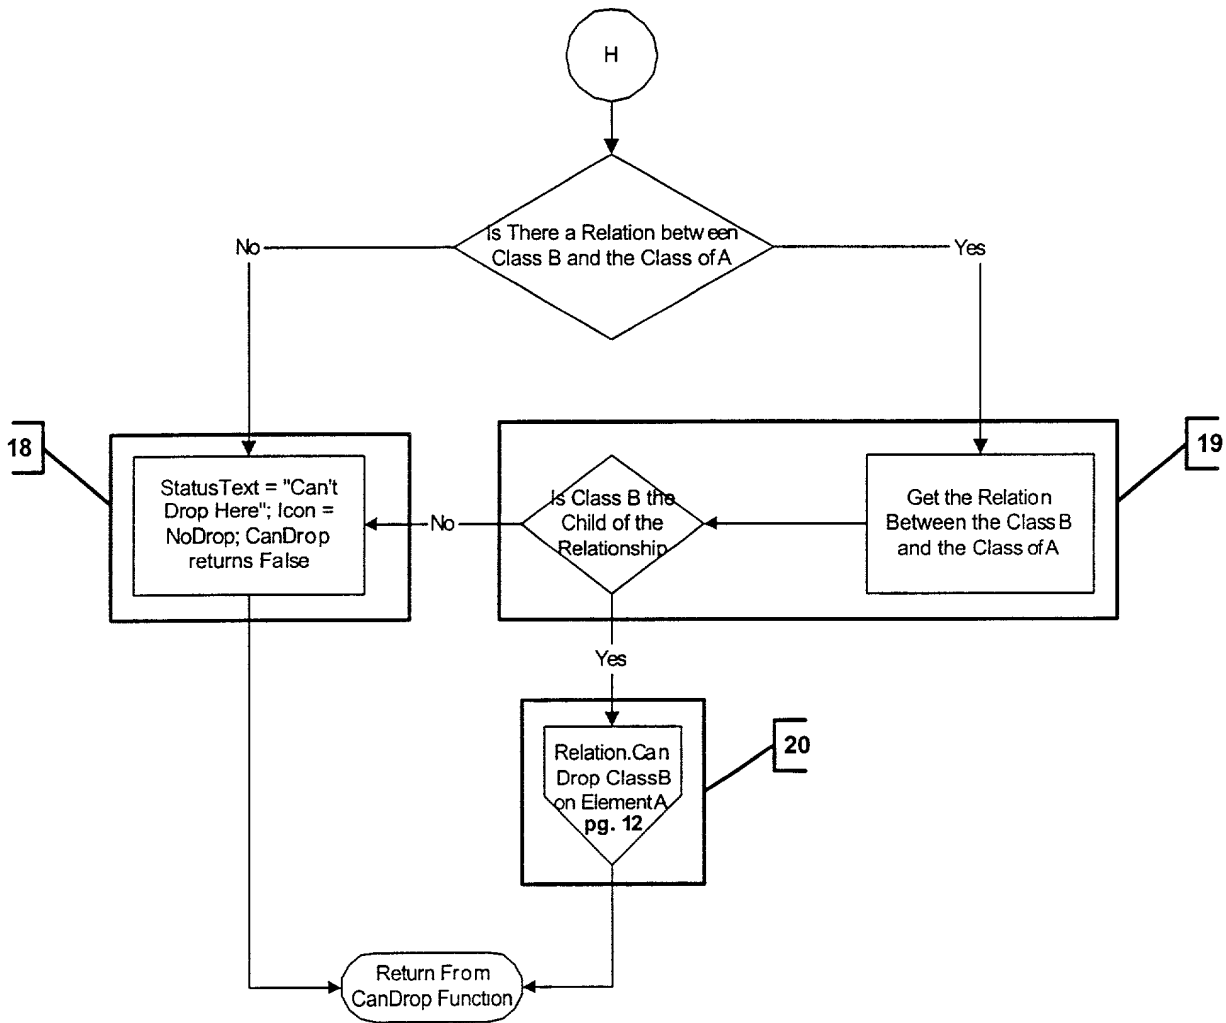 H
Is There a Relation between
Class B and the Class of A
No
Yes
18
19
StatusText = "Can't
Drop Here"; Icon =
NoDrop; CanDrop
returns False
No
Is Class B the
Child of the
Relationship
Get the Relation
Between the Class B
and the Class of A
Yes
20
Relation.Can
Drop ClassB
on Element A
pg. 12
Return From
CanDrop Function